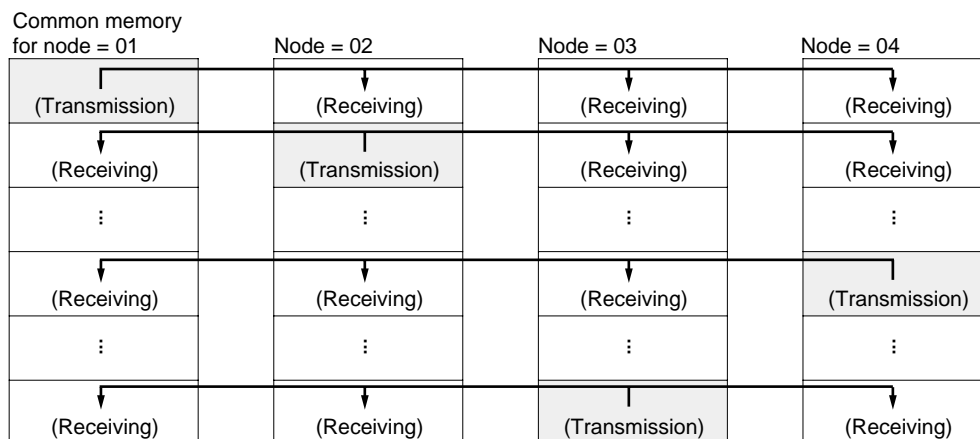 Common memory
for node = 01 Node = 02 Node = 03 Node = 04
(Transmission) (Receiving) (Receiving) (Receiving)
(Receiving) (Transmission) (Receiving) (Receiving)
⋮ ⋮ ⋮ ⋮
(Receiving) (Receiving) (Receiving) (Transmission)
⋮ ⋮ ⋮ ⋮
(Receiving) (Receiving) (Transmission) (Receiving)